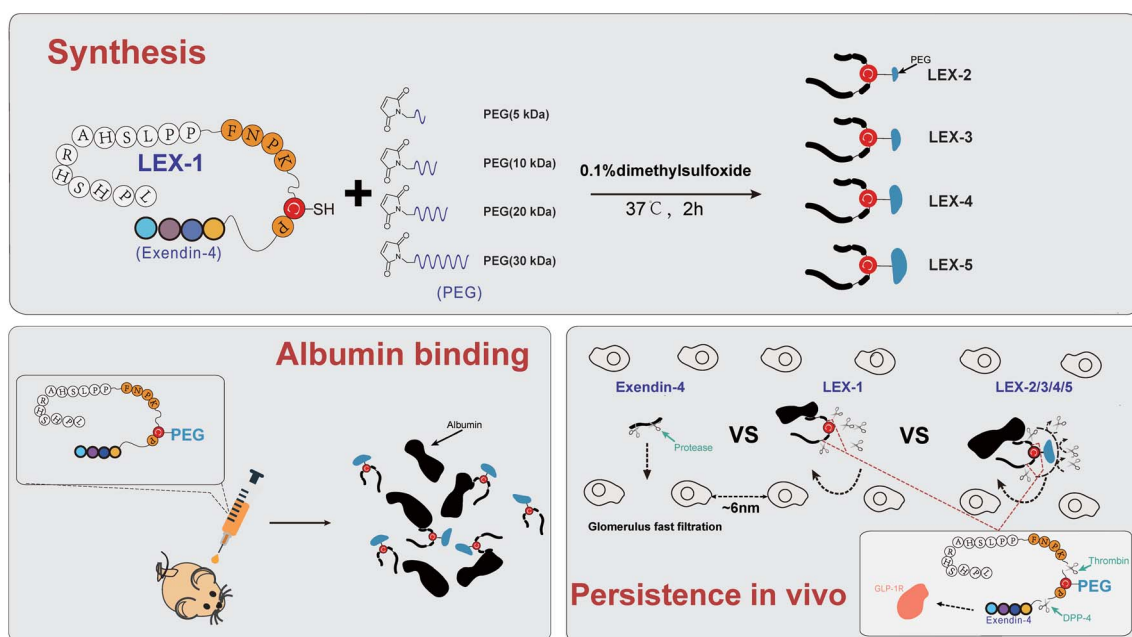 Synthesis
A H S L P P
F N P K
R
H
S
H
P
L
LEX-1
C
SH
P
(Exendin-4)
+
O
N
O
PEG(5 kDa)
O
N
O
PEG(10 kDa)
O
N
O
PEG(20 kDa)
O
N
O
PEG(30 kDa)
(PEG)
0.1%dimethylsulfoxide
37℃, 2h
PEG
C
LEX-2
C
LEX-3
C
LEX-4
C
LEX-5
Albumin binding
A H S L P P
F N P K
R
H
S
H
P
L
C
PEG
P
Albumin
C
C
C
C
C
C
Exendin-4
LEX-1
LEX-2/3/4/5
VS
VS
Protease
C
C
~6nm
Glomerulus fast filtration
Persistence in vivo
A H S L P P
F N P K
R
H
S
H
P
L
Thrombin
C
PEG
P
GLP-1R
Exendin-4
DPP-4